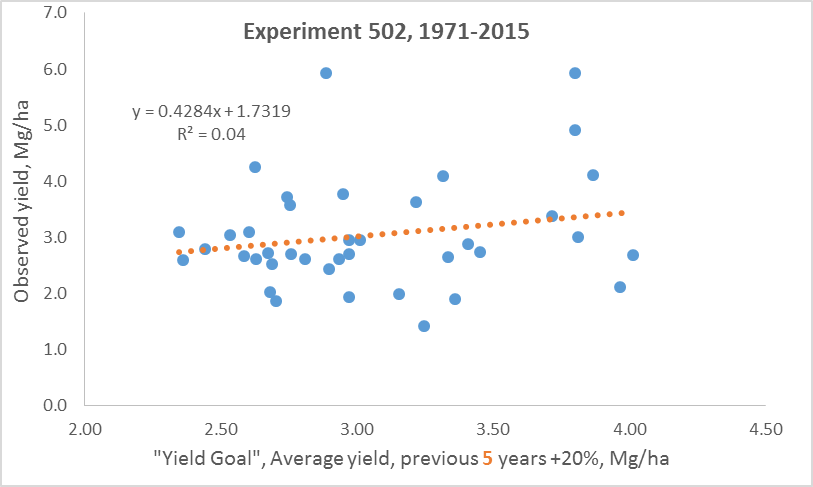 Experiment 502, 1971-2015
y = 0.4284x + 1.7319
R² = 0.04
Observed yield, Mg/ha
7.0
6.0
5.0
4.0
3.0
2.0
1.0
0.0
2.00 2.50 3.00 3.50 4.00 4.50
"Yield Goal", Average yield, previous 5 years +20%, Mg/ha